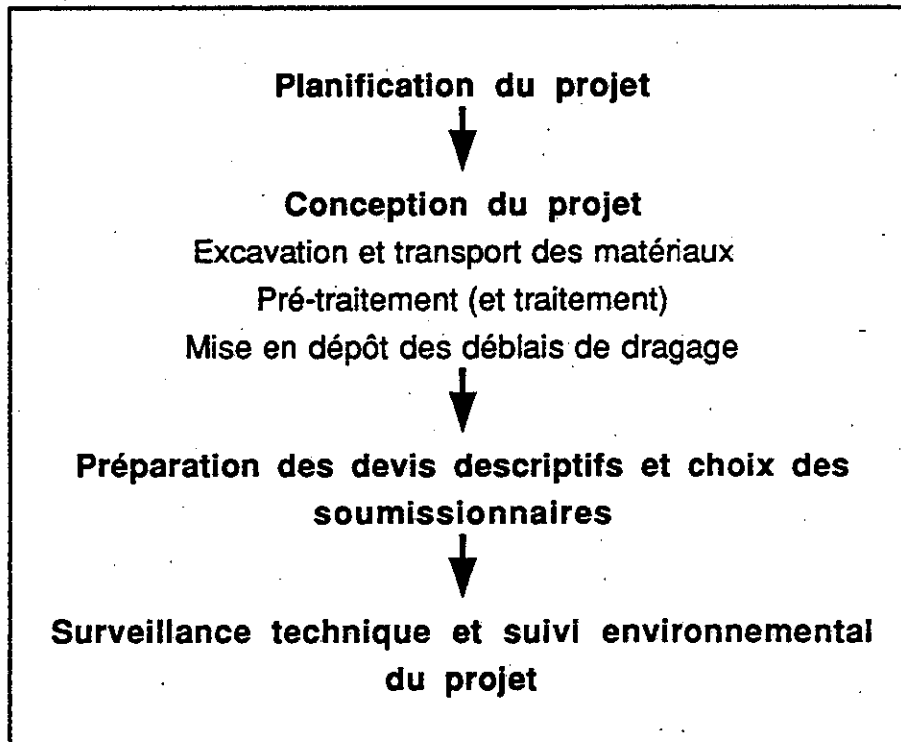 Planification du projet
Conception du projet
Excavation et transport des matériaux
Pré-traitement (et traitement)
Mise en dépôt des déblais de dragage
Préparation des devis descriptifs et choix des
soumissionnaires
Surveillance technique et suivi environnemental
du projet